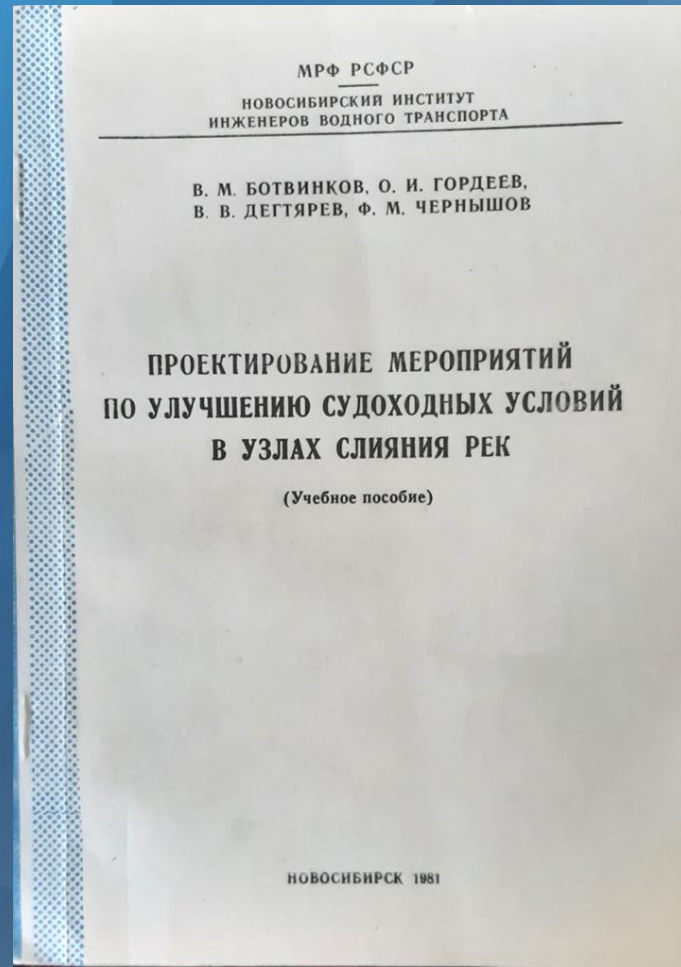 МРФ РСФСР
НОВОСИБИРСКИЙ ИНСТИТУТ
ИНЖЕНЕРОВ ВОДНОГО ТРАНСПОРТА
В. М. БОТВИНКОВ, О. И. ГОРДЕЕВ,
В. В. ДЕГТЯРЕВ, Ф. М. ЧЕРНЫШОВ
ПРОЕКТИРОВАНИЕ МЕРОПРИЯТИЙ
ПО УЛУЧШЕНИЮ СУДОХОДНЫХ УСЛОВИЙ
В УЗЛАХ СЛИЯНИЯ РЕК
(Учебное пособие)
НОВОСИБИРСК 1981